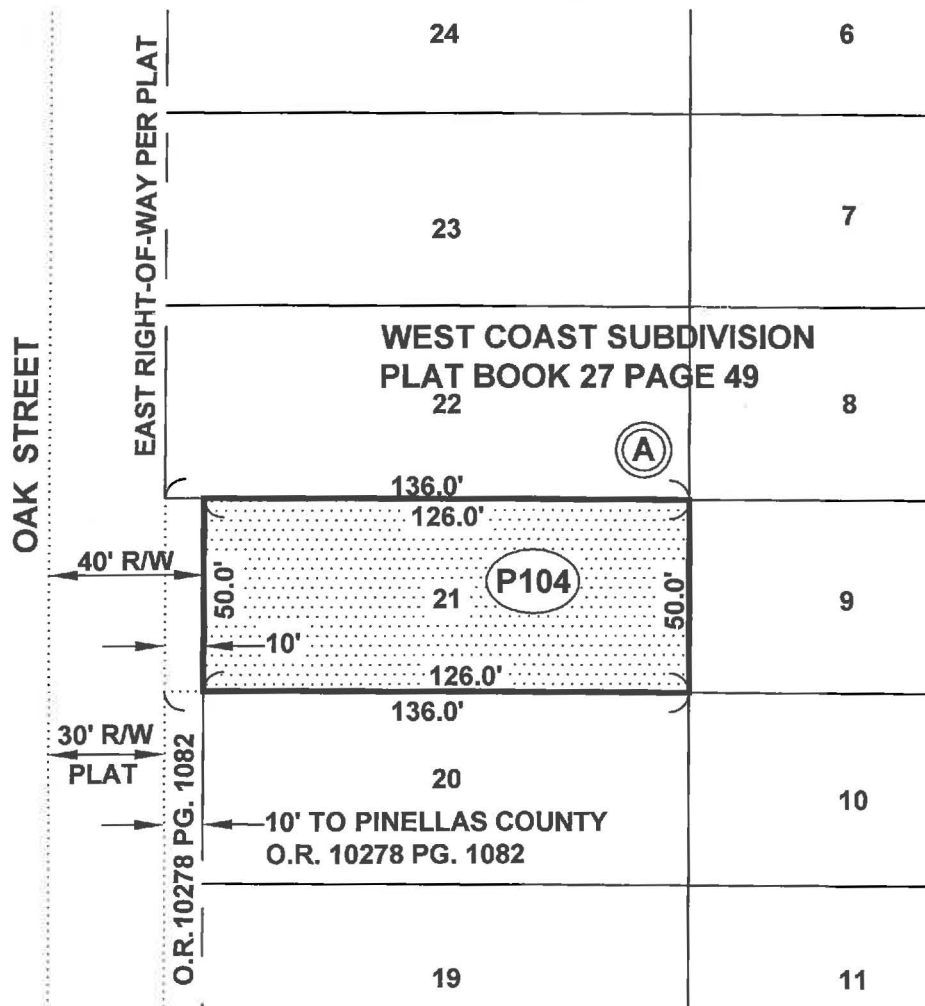 24
6
EAST RIGHT-OF-WAY PER PLAT
23
7
OAK STREET
WEST COAST SUBDIVISION
PLAT BOOK 27 PAGE 49
22
8
A
136.0'
126.0'
40' R/W
50.0'
21
P104
50.0'
9
10'
126.0'
136.0'
30' R/W
PLAT
20
10
O.R. 10278 PG. 1082
10' TO PINELLAS COUNTY
O.R. 10278 PG. 1082
19
11